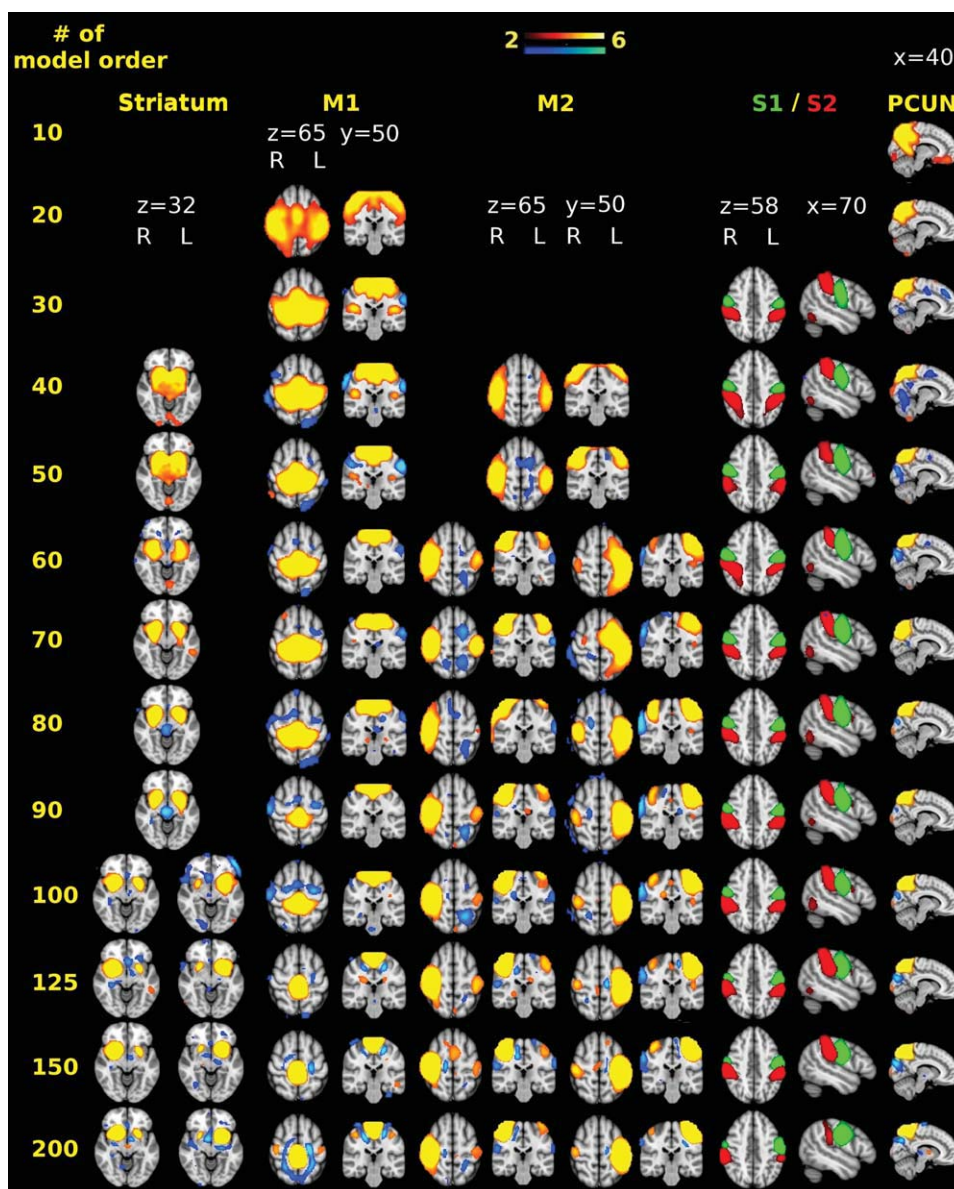 # of
model order
2 6
x=40
Striatum M1 M2 S1 / S2 PCUN
10
z=65 y=50
R L
20
z=32 z=65 y=50 z=58 x=70
R L R L R L R L
30
40
50
60
70
80
90
100
125
150
200